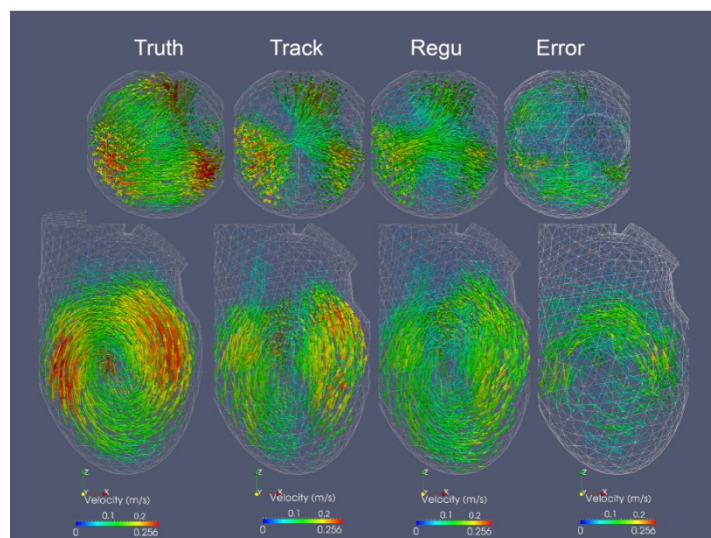 Truth Track Regu Error
Z Z Z Z
Y X Y X Y X Y X
Velocity (m/s) Velocity (m/s) Velocity (m/s) Velocity (m/s)
0.1 0.2 0.1 0.2 0.1 0.2 0.1 0.2
0 0.256 0 0.256 0 0.256 0 0.256